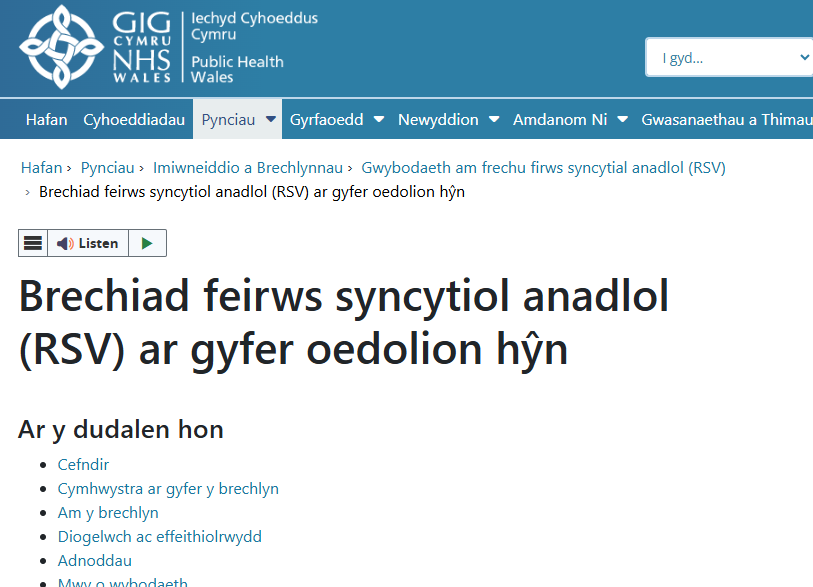 GIG
CYMRU
NHS
WALES
Iechyd Cyhoeddus
Cymru
Public Health
Wales
I gyd...
Hafan Cyhoeddiadau Pynciau Gyrfaoedd Newyddion Amdanom Ni Gwasanaethau a Thimau
Hafan › Pynciau › Imiwneiddio a Brechlynnau › Gwybodaeth am frechu firws syncytial anadlol (RSV)
› Brechiad feirws syncytiol anadlol (RSV) ar gyfer oedolion hŷn
Listen
Brechiad feirws syncytiol anadlol
(RSV) ar gyfer oedolion hŷn
Ar y dudalen hon
Cefndir
Cymhwystra ar gyfer y brechlyn
Am y brechlyn
Diogelwch ac effeithiolrwydd
Adnoddau
Mwy o wybodaeth